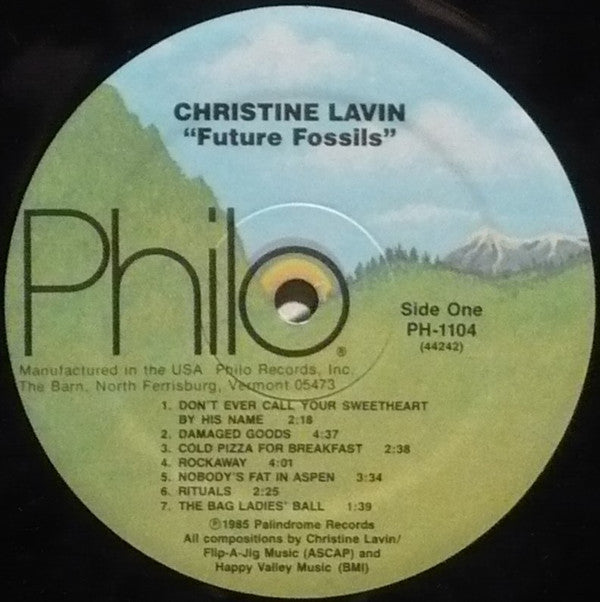 CHRISTINE LAVIN
"Future Fossils"
Philo®
Side One
PH-1104
(44242)
Manufactured in the USA Philo Records, Inc.
The Barn, North Ferrisburg, Vermont 05473
1. DON'T EVER CALL YOUR SWEETHEART
BY HIS NAME 2:18
2. DAMAGED GOODS 4:37
3. COLD PIZZA FOR BREAKFAST 2:38
4. ROCKAWAY 4:01
5. NOBODY'S FAT IN ASPEN 3:34
6. RITUALS 2:25
7. THE BAG LADIES' BALL 1:39
℗1985 Palindrome Records
All compositions by Christine Lavin/
Flip-A-Jig Music (ASCAP) and
Happy Valley Music (BMI)